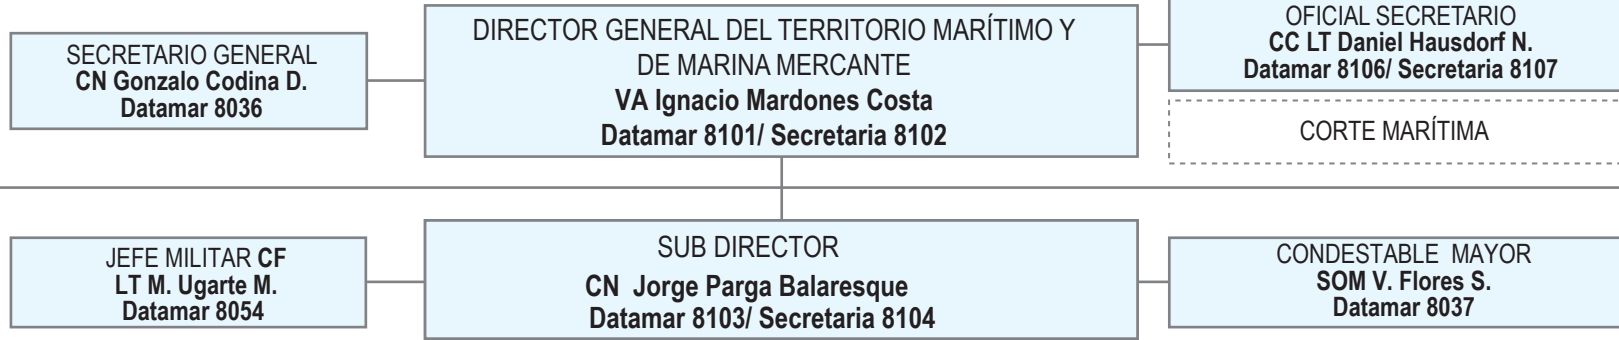 SECRETARIO GENERAL
CN Gonzalo Codina D.
Datamar 8036
DIRECTOR GENERAL DEL TERRITORIO MARÍTIMO Y
DE MARINA MERCANTE
VA Ignacio Mardones Costa
Datamar 8101/ Secretaria 8102
OFICIAL SECRETARIO
CC LT Daniel Hausdorf N.
Datamar 8106/ Secretaria 8107
CORTE MARÍTIMA
JEFE MILITAR CF
LT M. Ugarte M.
Datamar 8054
SUB DIRECTOR
CN Jorge Parga Balaresque
Datamar 8103/ Secretaria 8104
CONDESTABLE MAYOR
SOM V. Flores S.
Datamar 8037